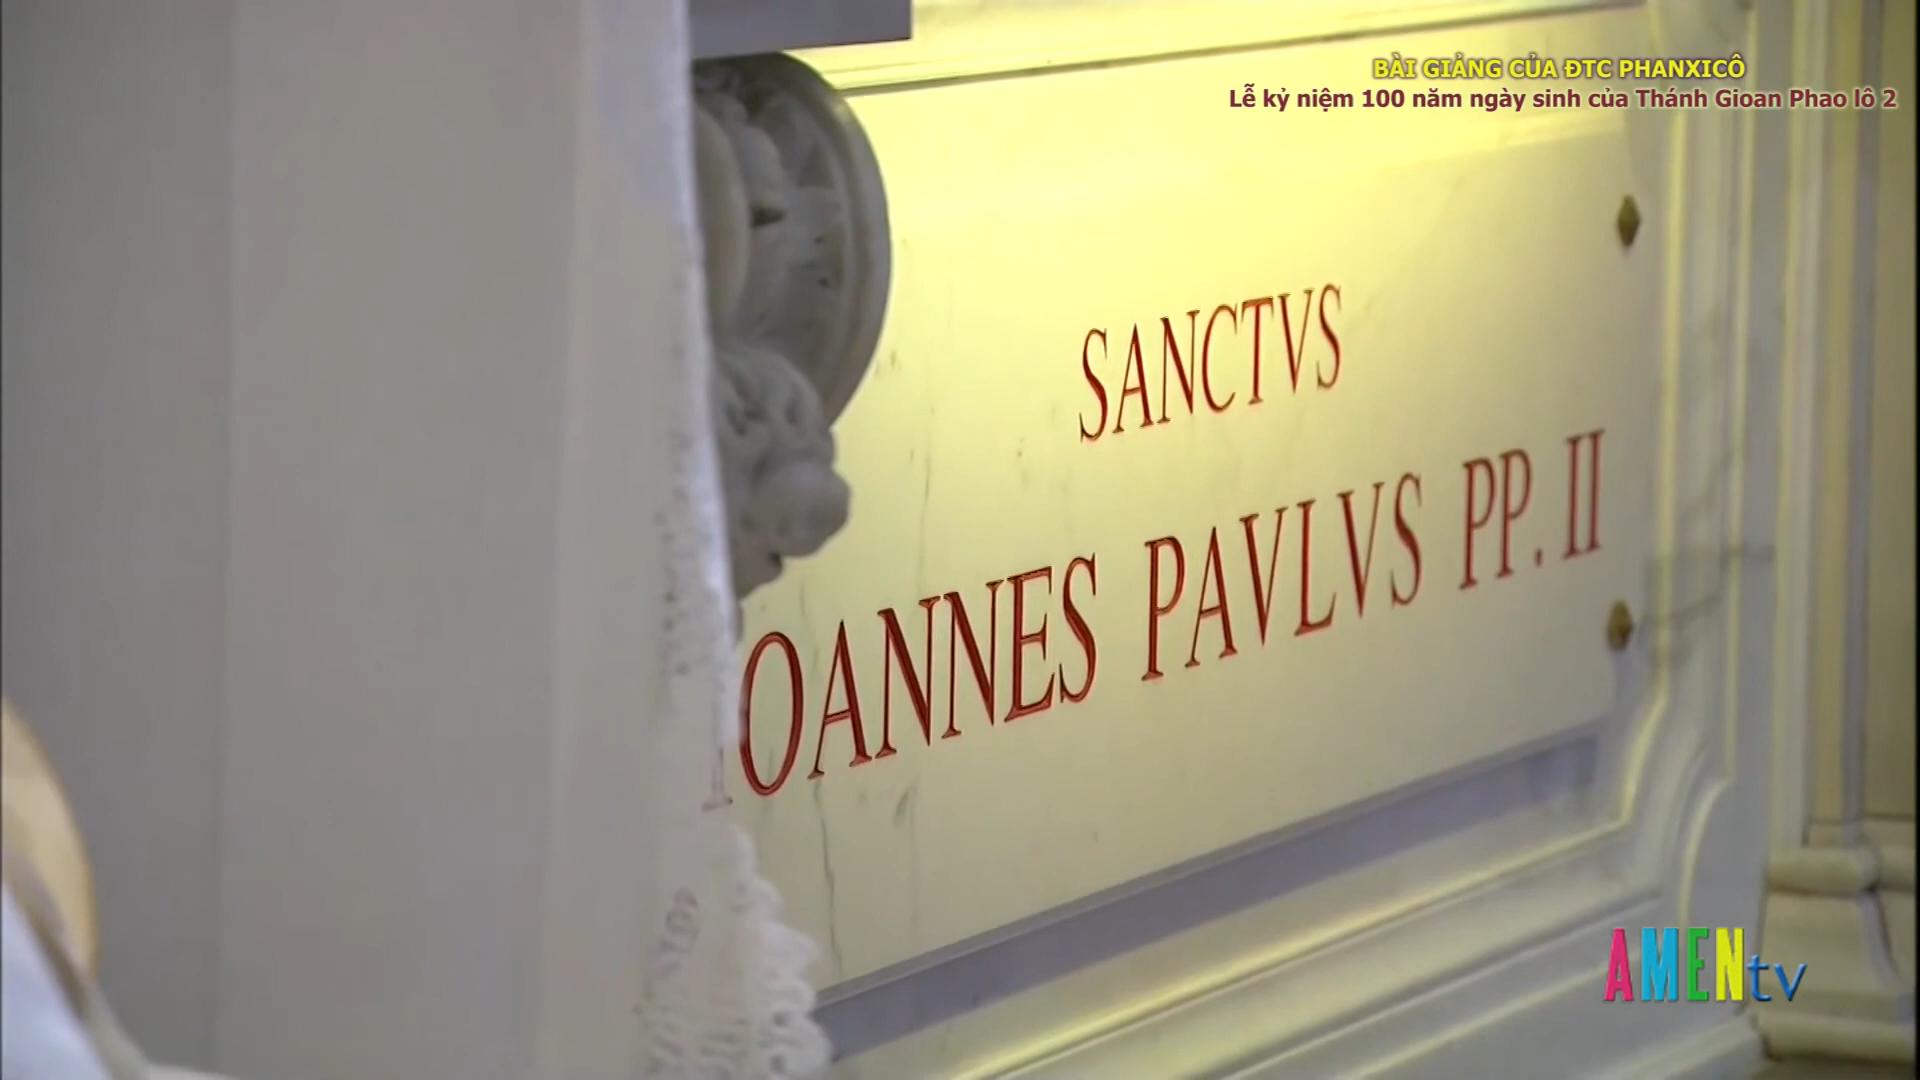 BÀI GIẢNG CỦA ĐTC PHANXICÔ
Lễ kỷ niệm 100 năm ngày sinh của Thánh Gioan Phao lô 2
SANCTVS
IOANNES PAVLVS PP. II
AMENtv